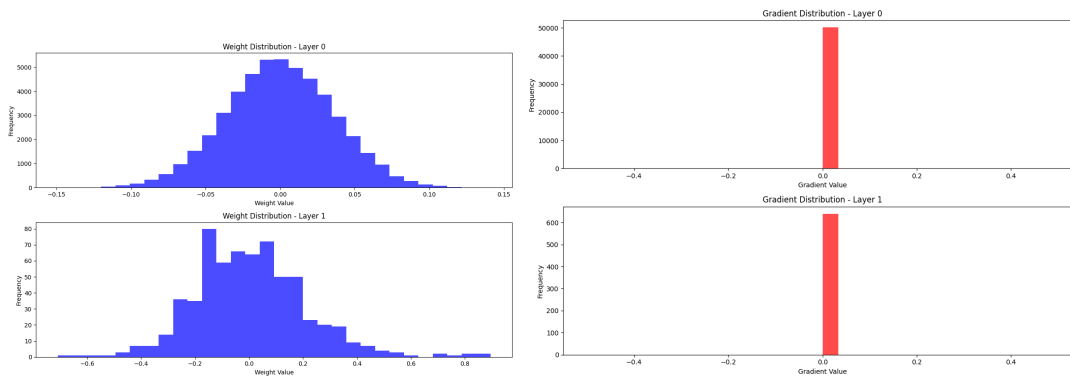 Weight Distribution - Layer 0
Frequency
5000
4000
3000
2000
1000
0
-0.15 -0.10 -0.05 0.00 0.05 0.10 0.15
Weight Value
Weight Distribution - Layer 1
Frequency
80
70
60
50
40
30
20
10
0
-0.6 -0.4 -0.2 0.0 0.2 0.4 0.6 0.8
Weight Value
Gradient Distribution - Layer 0
Frequency
50000
40000
30000
20000
10000
0
-0.4 -0.2 0.0 0.2 0.4
Gradient Value
Gradient Distribution - Layer 1
Frequency
600
500
400
300
200
100
0
-0.4 -0.2 0.0 0.2 0.4
Gradient Value